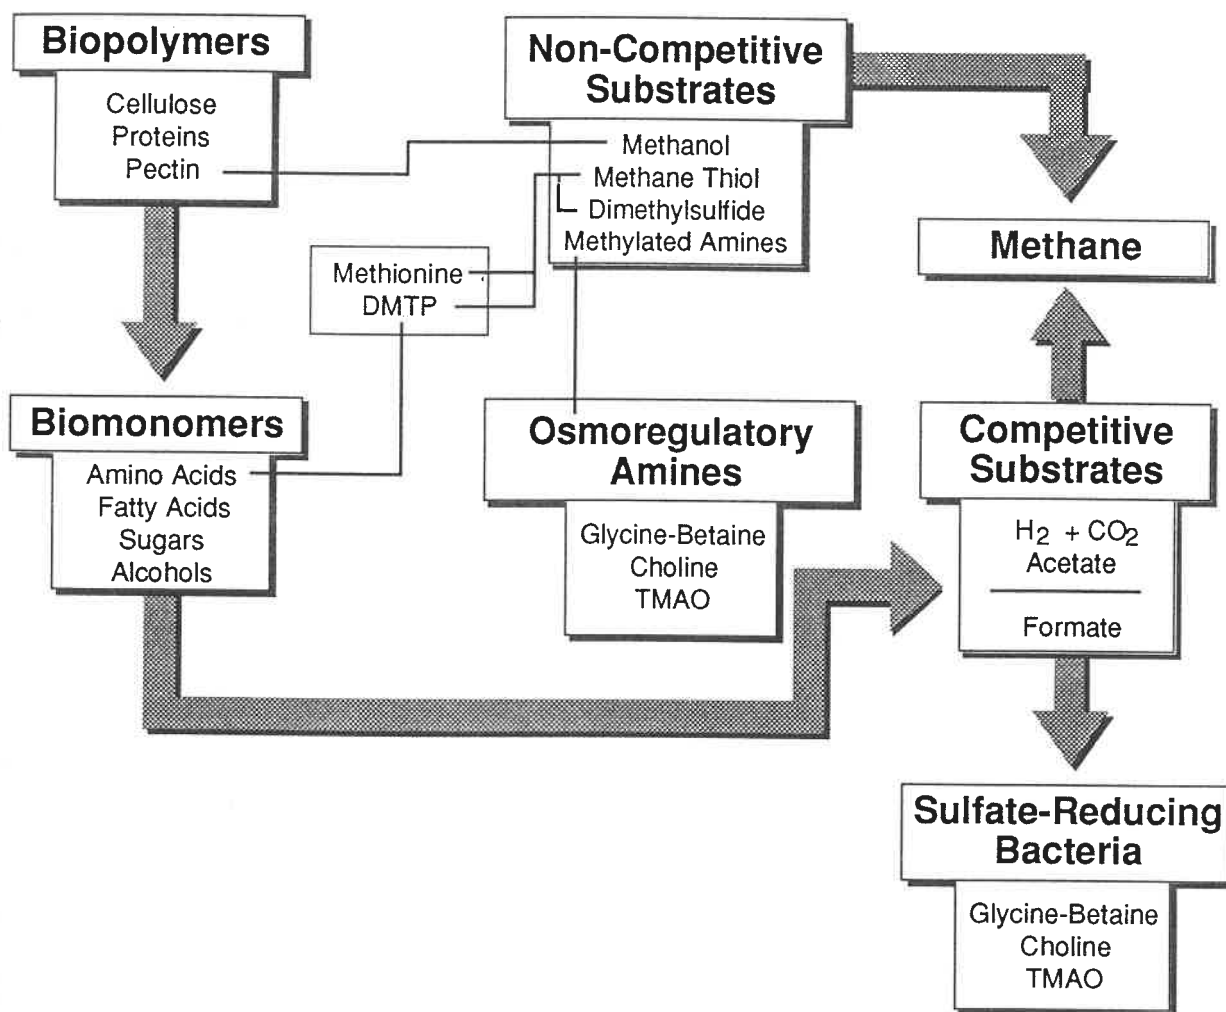 Biopolymers
Cellulose
Proteins
Pectin
Non-Competitive
Substrates
Methanol
Methane Thiol
Dimethylsulfide
Methylated Amines
Methane
Methionine
DMTP
Biomonomers
Amino Acids
Fatty Acids
Sugars
Alcohols
Osmoregulatory
Amines
Glycine-Betaine
Choline
TMAO
Competitive
Substrates
H2 + CO2
Acetate
Formate
Sulfate-Reducing
Bacteria
Glycine-Betaine
Choline
TMAO